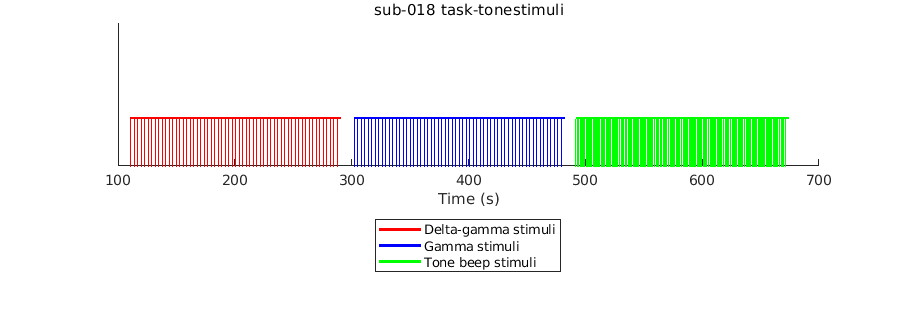 sub-018 task-tonestimuli
100 200 300 400 500 600 700
Time (s)
Delta-gamma stimuli
Gamma stimuli
Tone beep stimuli